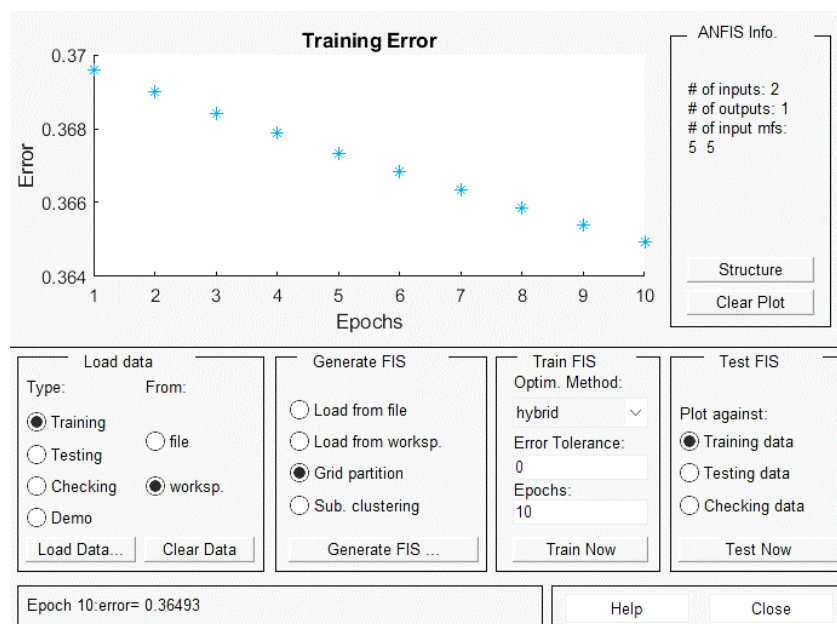 Training Error
0.37
0.368
0.366
0.364
Error
1 2 3 4 5 6 7 8 9 10
Epochs
ANFIS Info.
# of inputs: 2
# of outputs: 1
# of input mfs:
5 5
Structure
Clear Plot
Load data
Type: From:
Training
Testing
Checking
Demo
file
worksp.
Load Data...
Clear Data
Generate FIS
Load from file
Load from worksp.
Grid partition
Sub. clustering
Generate FIS ...
Train FIS
Optim. Method:
hybrid
Error Tolerance:
0
Epochs:
10
Train Now
Test FIS
Plot against:
Training data
Testing data
Checking data
Test Now
Epoch 10:error= 0.36493
Help
Close